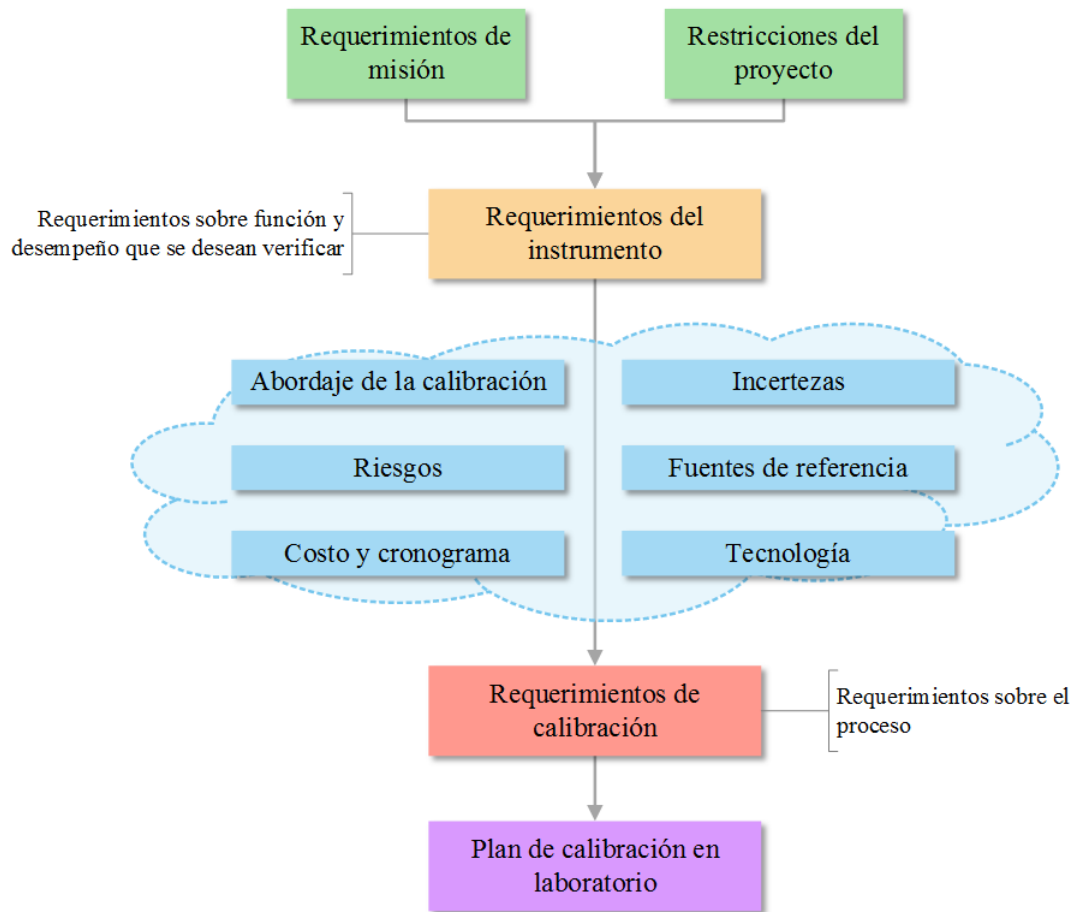 Requerimientos de
misión
Restricciones del
proyecto
Requerimientos sobre función y
desempeño que se desean verificar
Requerimientos del
instrumento
Abordaje de la calibración
Incertezas
Riesgos
Fuentes de referencia
Costo y cronograma
Tecnología
Requerimientos de
calibración
Requerimientos sobre el
proceso
Plan de calibración en
laboratorio